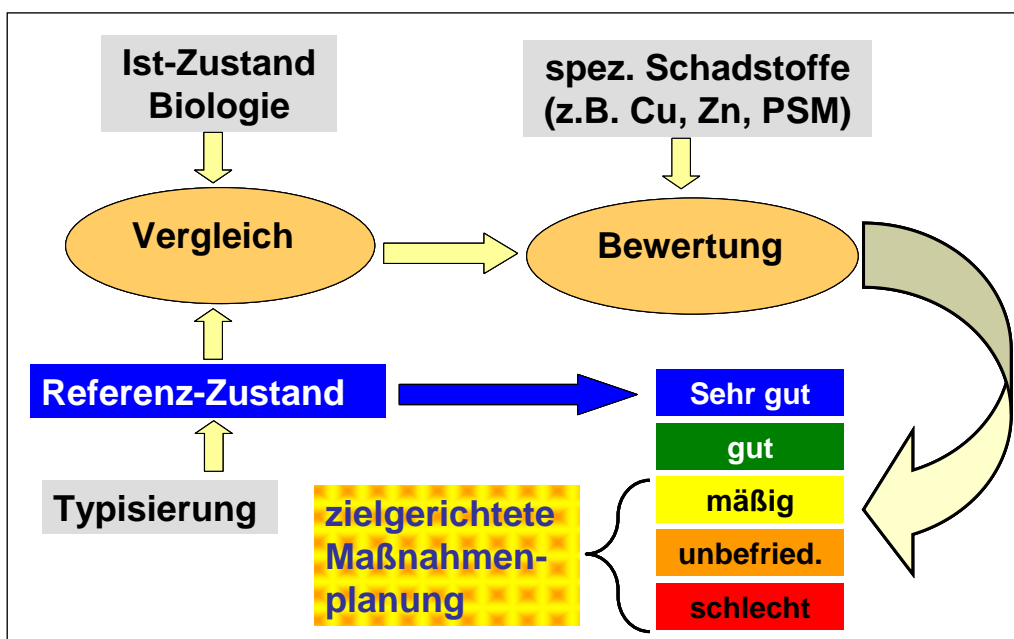 Ist-Zustand
Biologie
spez. Schadstoffe
(z.B. Cu, Zn, PSM)
Vergleich
Bewertung
Referenz-Zustand
Sehr gut
gut
Typisierung
zielgerichtete
Maßnahmen-
planung
mäßig
unbefried.
schlecht